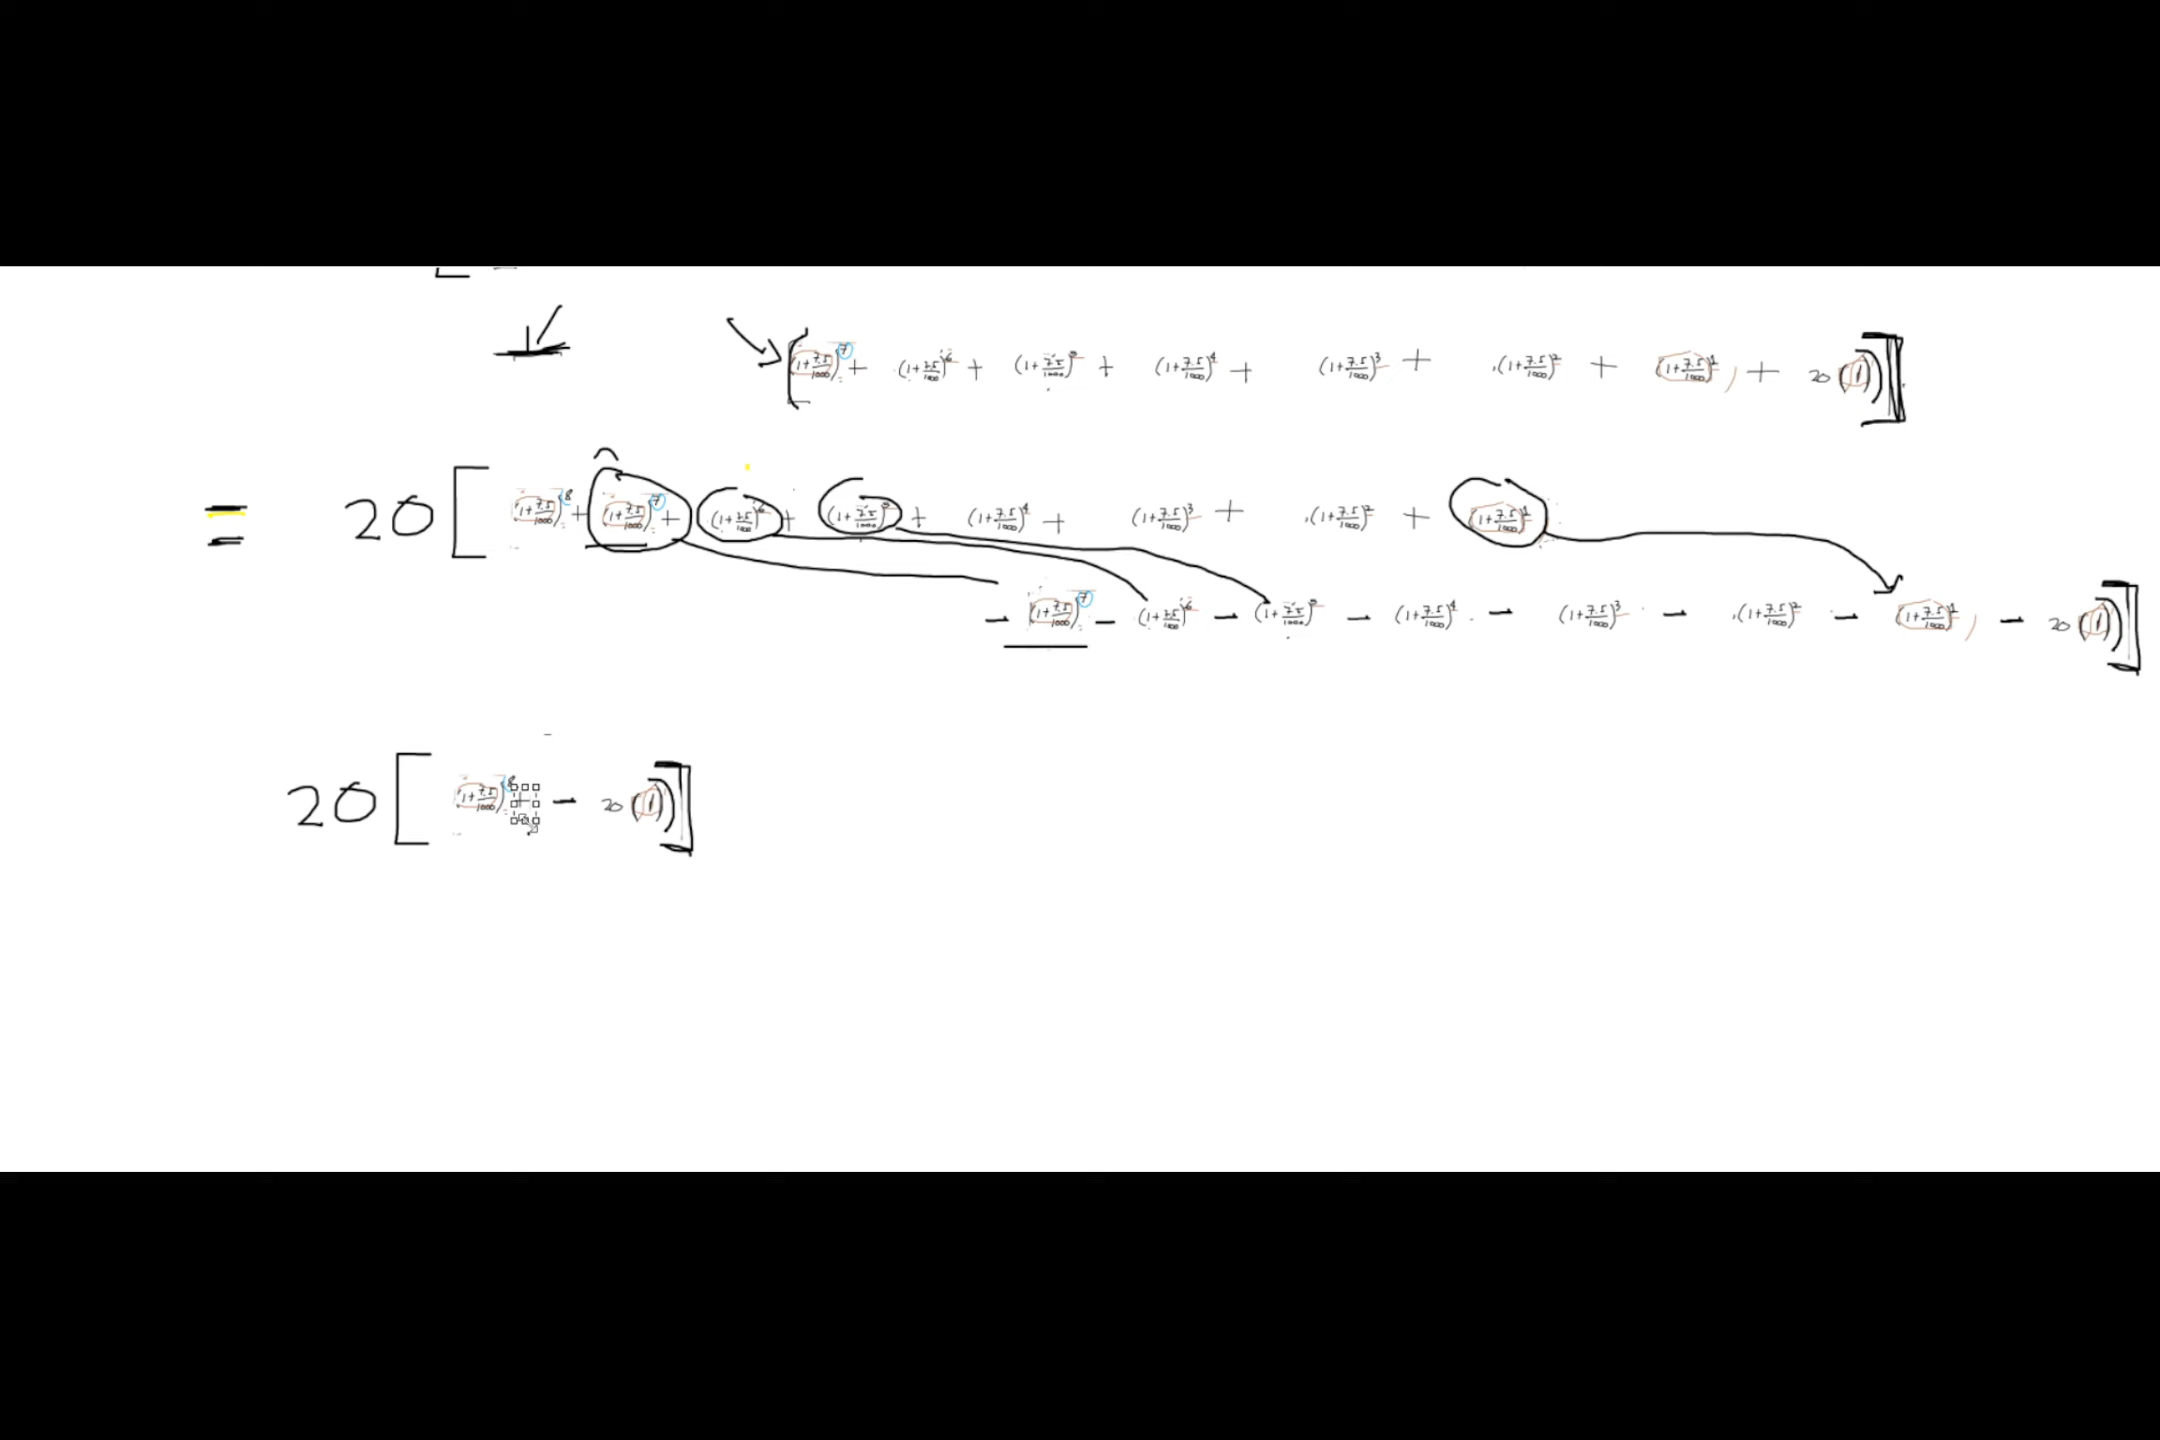 [(1+7.5/1000)^7 + (1+7.5/1000)^6 + (1+7.5/1000)^5 + (1+7.5/1000)^4 + (1+7.5/1000)^3 + (1+7.5/1000)^2 + (1+7.5/1000)^1 + 20(1)]]
= 20[(1+7.5/1000)^8 + (1+7.5/1000)^7 + (1+7.5/1000)^6 + (1+7.5/1000)^5 + (1+7.5/1000)^4 + (1+7.5/1000)^3 + (1+7.5/1000)^2 + (1+7.5/1000)^1
- (1+7.5/1000)^7 - (1+7.5/1000)^6 - (1+7.5/1000)^5 - (1+7.5/1000)^4 - (1+7.5/1000)^3 - (1+7.5/1000)^2 - (1+7.5/1000)^1 - 20(1)]
20[(1+7.5/1000)^8 + - 20(1)]